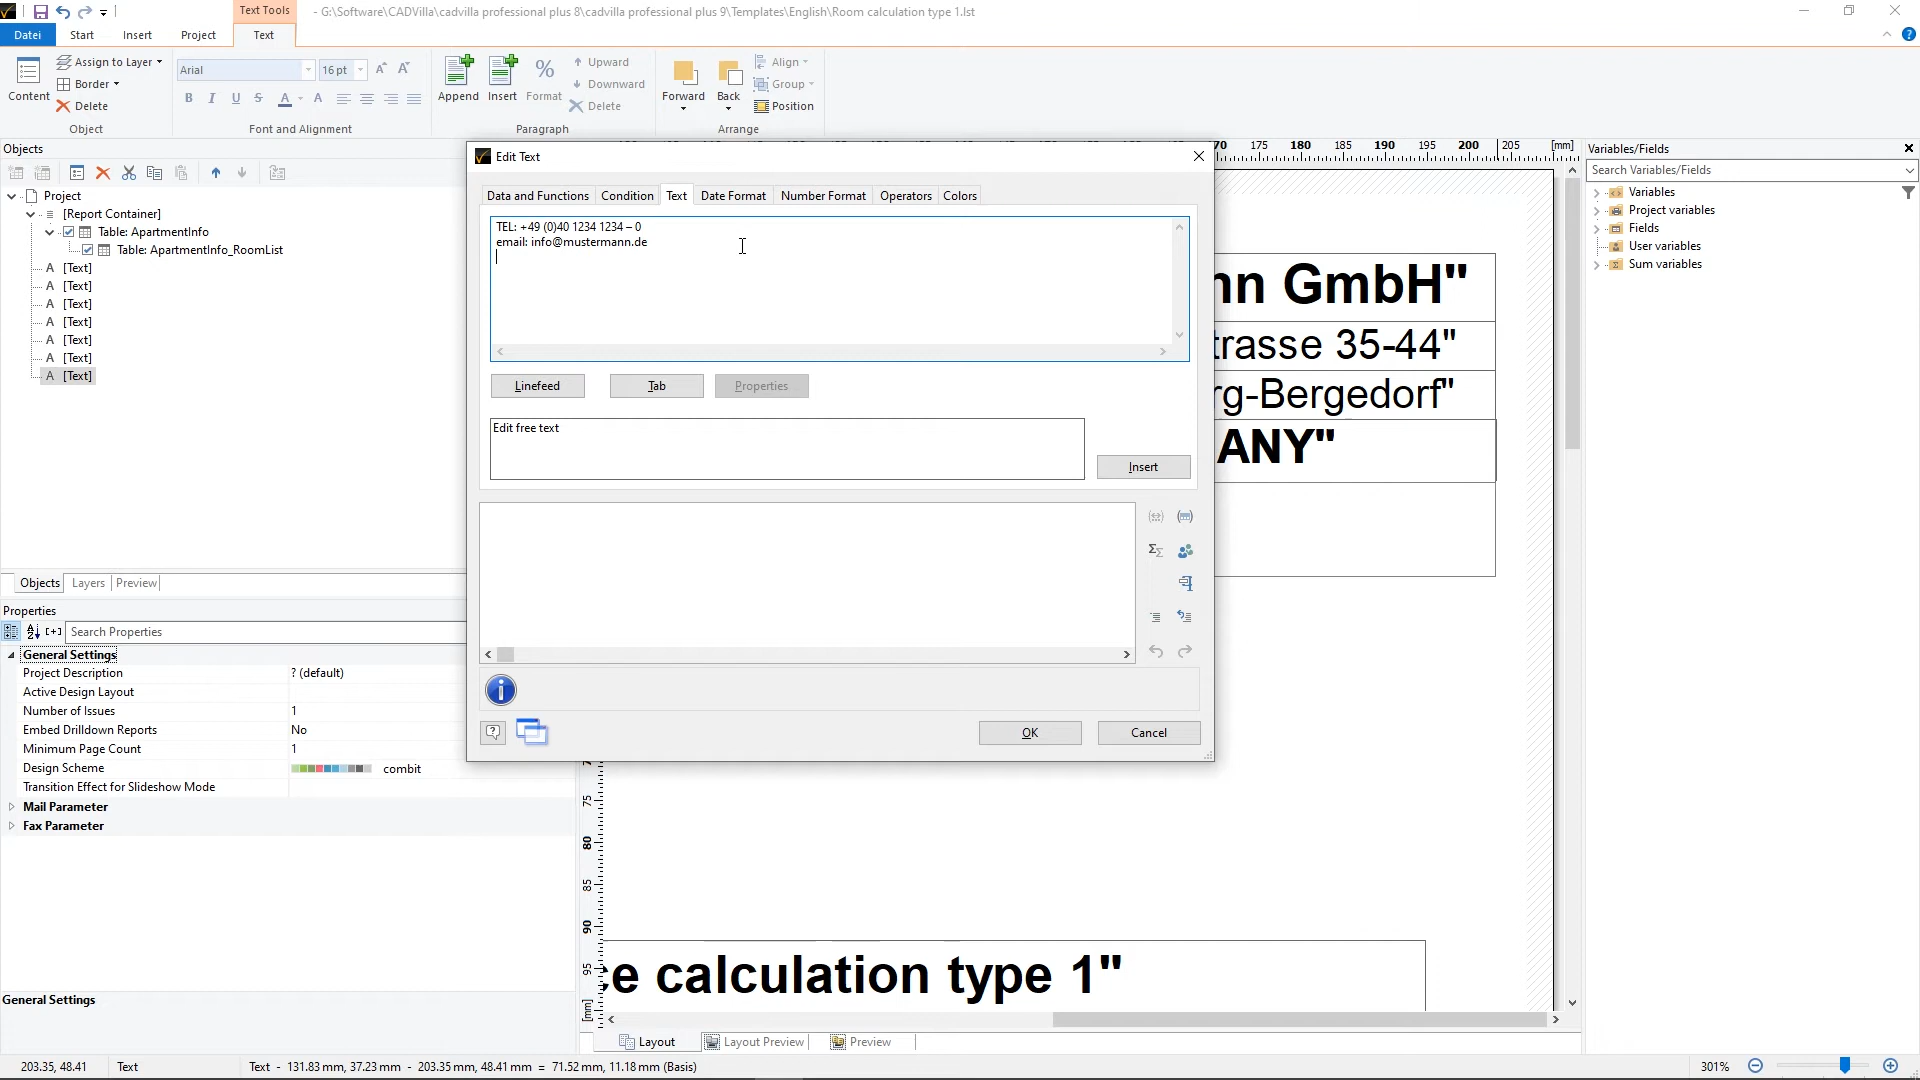 Text Tools
- G:\Software\CADVilla\cadvilla professional plus 8\cadvilla professional plus 9\Templates\English\Room calculation type 1.lst
Datei Start Insert Project Text
Content
Assign to Layer
Border
Delete
Object
Arial 16 pt
B I U S A A
Font and Alignment
Append Insert Format
Upward
Downward
Delete
Paragraph
Forward Back
Align
Group
Position
Arrange
Objects
Project
[Report Container]
Table: ApartmentInfo
Table: ApartmentInfo_RoomList
A [Text]
A [Text]
A [Text]
A [Text]
A [Text]
A [Text]
A [Text]
Objects Layers Preview
Properties
Search Properties
General Settings
Project Description ? (default)
Active Design Layout
Number of Issues 1
Embed Drilldown Reports No
Minimum Page Count 1
Design Scheme combit
Transition Effect for Slideshow Mode
Mail Parameter
Fax Parameter
General Settings
Edit Text
Data and Functions Condition Text Date Format Number Format Operators Colors
TEL: +49 (0)40 1234 1234 – 0
email: info@mustermann.de
Linefeed Tab Properties
Edit free text
Insert
OK Cancel
70 175 180 185 190 195 200 205 [mm]
nn GmbH"
trasse 35-44"
rg-Bergedorf"
ANY"
75
80
85
90
95
[mm]
ce calculation type 1"
Layout Layout Preview Preview
Variables/Fields
Search Variables/Fields
Variables
Project variables
Fields
User variables
Sum variables
203.35, 48.41 Text Text - 131.83 mm, 37.23 mm - 203.35 mm, 48.41 mm = 71.52 mm, 11.18 mm (Basis) 301%